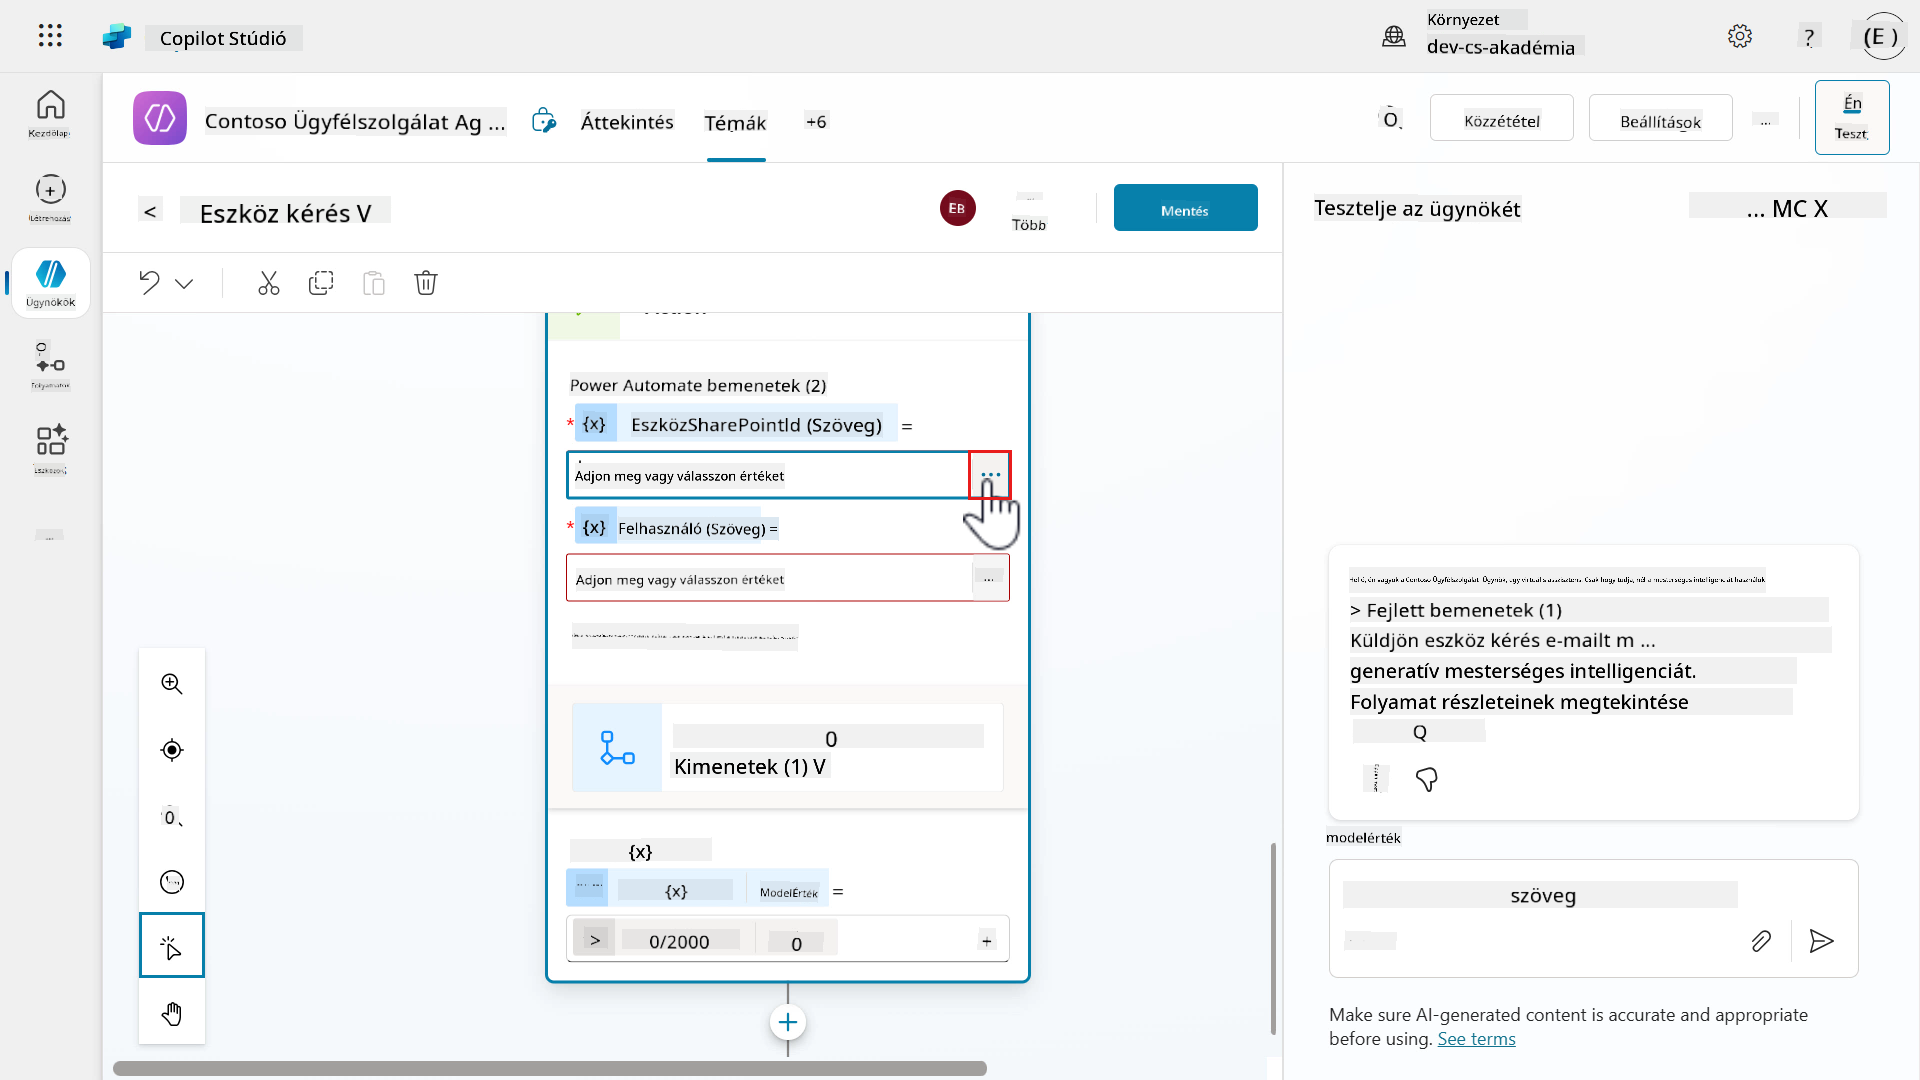 Copilot Stúdió
Környezet
dev-cs-akadémia
?
(E )
Kezdőlap
Létrehozás
Ügynökök
Folyamatok
Eszközök
Contoso Ügyfélszolgálat Ag ...
Áttekintés
Témák
+6
Közzététel
Beállítások
...
Én
Teszt
<
Eszköz kérés V
EB
Több
Mentés
Tesztelje az ügynökét
... MC X
Power Automate bemenetek (2)
* {x} EszközSharePointId (Szöveg) =
Adjon meg vagy válasszon értéket
...
* {x} Felhasználó (Szöveg) =
Adjon meg vagy válasszon értéket
...
0
Kimenetek (1) V
{x}
{x} ModelÉrték =
> 0/2000 0 +
> Fejlett bemenetek (1)
Küldjön eszköz kérés e-mailt m ...
generatív mesterséges intelligenciát.
Folyamat részleteinek megtekintése
Q
modelérték
szöveg
Make sure AI-generated content is accurate and appropriate
before using. See terms